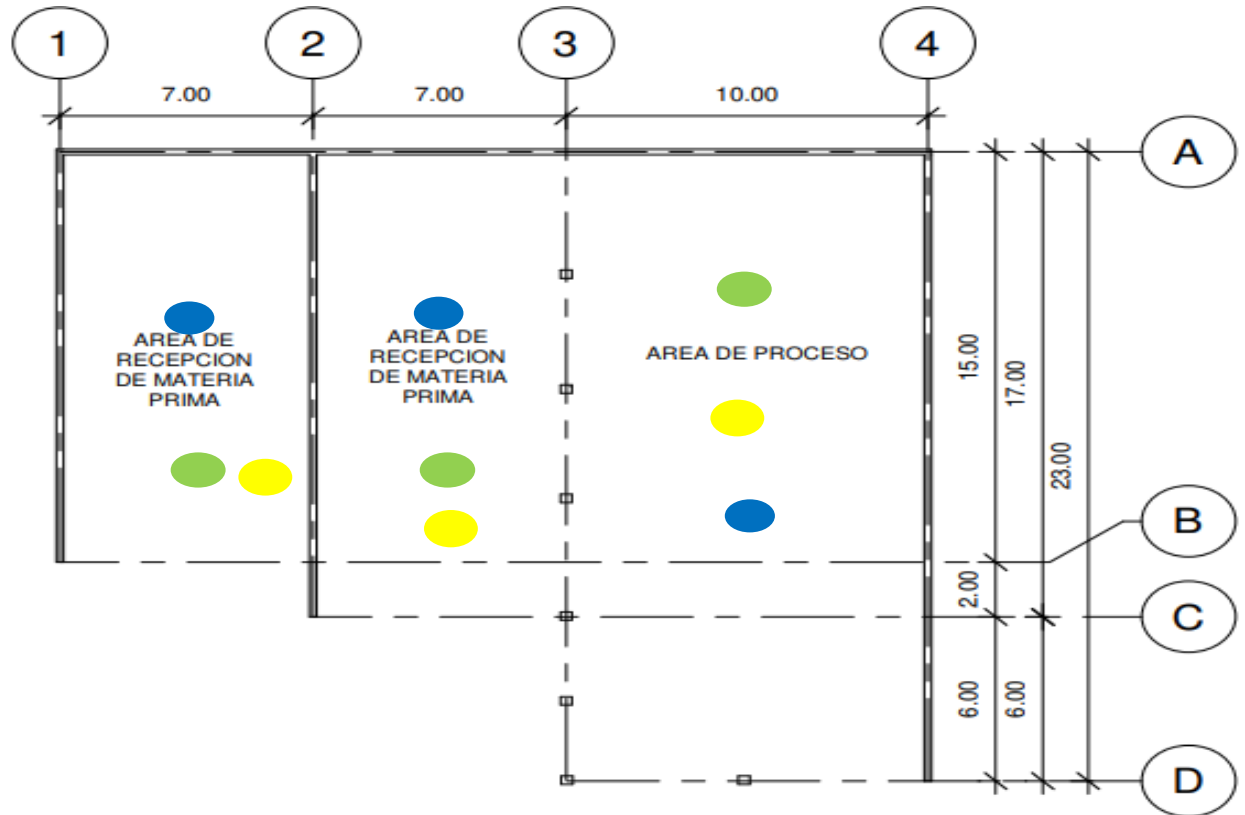 1
2
3
4
7.00
7.00
10.00
A
AREA DE
RECEPCION
DE MATERIA
PRIMA
AREA DE
RECEPCION
DE MATERIA
PRIMA
AREA DE PROCESO
15.00
17.00
23.00
B
2.00
C
6.00
6.00
D